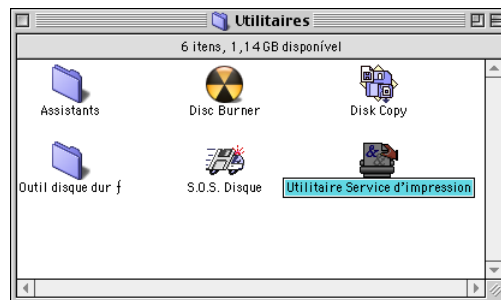 Utilitaires
6 itens, 1,14 GB disponível
Assistants
Disc Burner
Disk Copy
Outil disque dur ƒ
S.O.S. Disque
Utilitaire Service d'impression